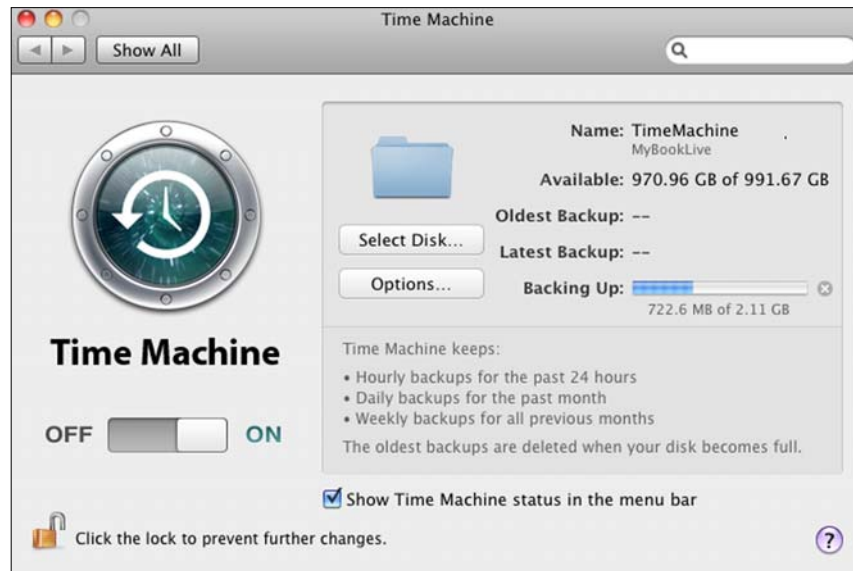 Time Machine
Show All
Name: TimeMachine
MyBookLive
Available: 970.96 GB of 991.67 GB
Oldest Backup: --
Select Disk...
Latest Backup: --
Options...
Backing Up:
722.6 MB of 2.11 GB
Time Machine
OFF ON
Time Machine keeps:
• Hourly backups for the past 24 hours
• Daily backups for the past month
• Weekly backups for all previous months
The oldest backups are deleted when your disk becomes full.
Show Time Machine status in the menu bar
Click the lock to prevent further changes.
?